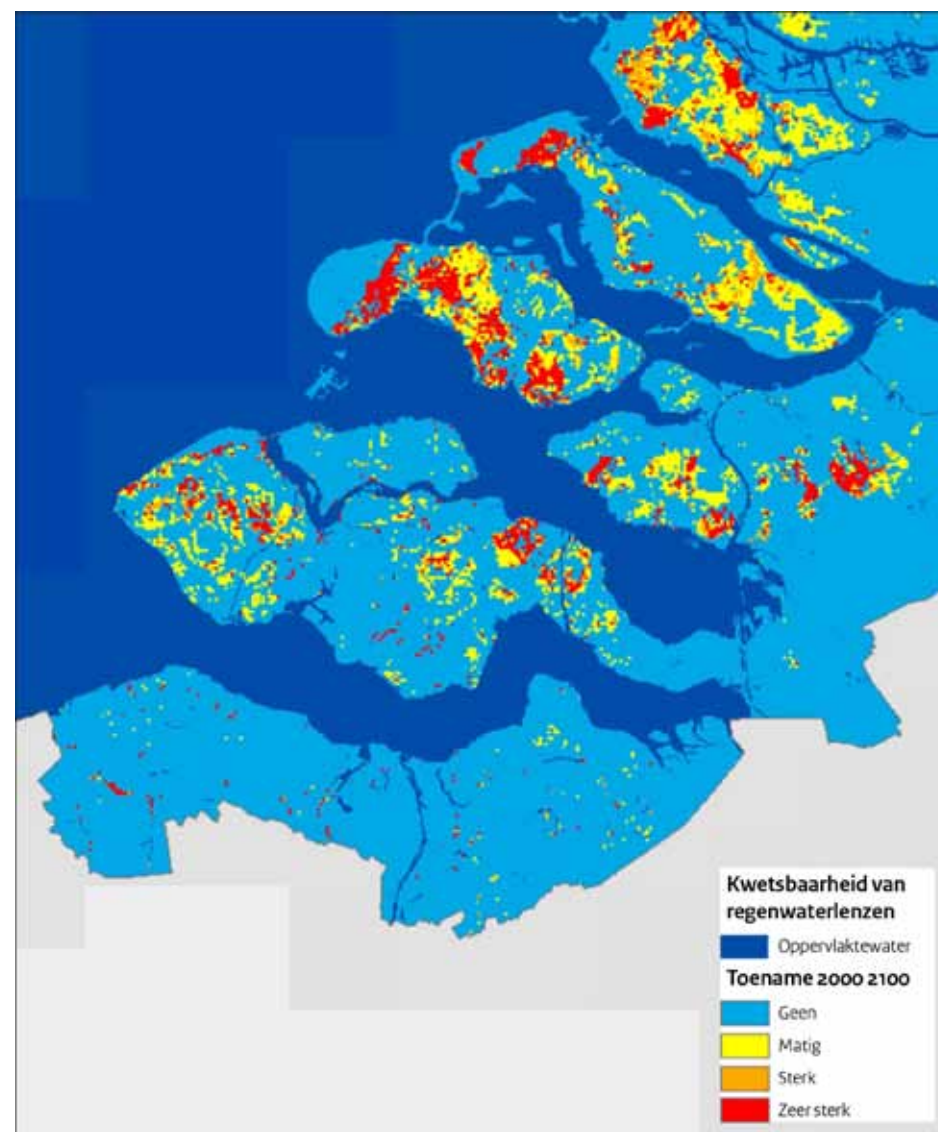 Kwetsbaarheid van
regenwaterlenzen
Oppervlaktewater
Toename 2000 2100
Geen
Matig
Sterk
Zeer sterk